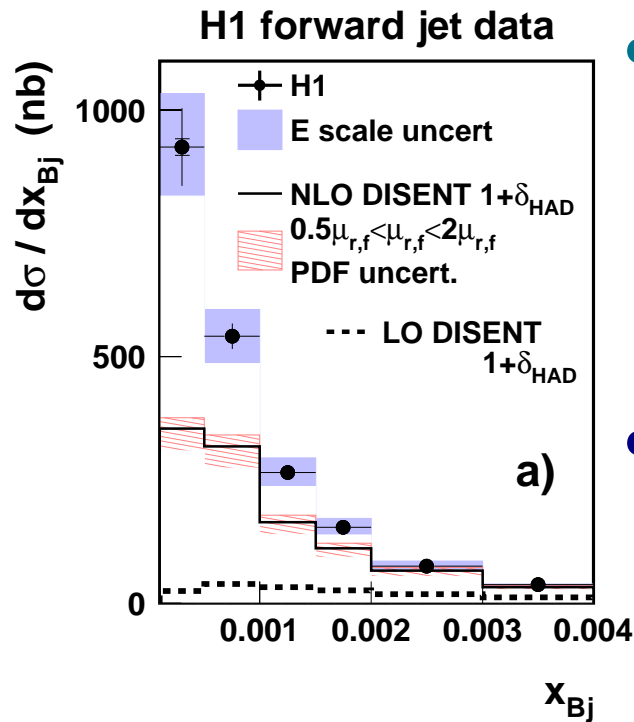 H1 forward jet data
dσ / dx_Bj (nb)
1000
500
0
H1
E scale uncert
NLO DISENT 1+δ_HAD
0.5μ_r,f<μ_r,f<2μ_r,f
PDF uncert.
LO DISENT
1+δ_HAD
a)
0.001 0.002 0.003 0.004
x_Bj